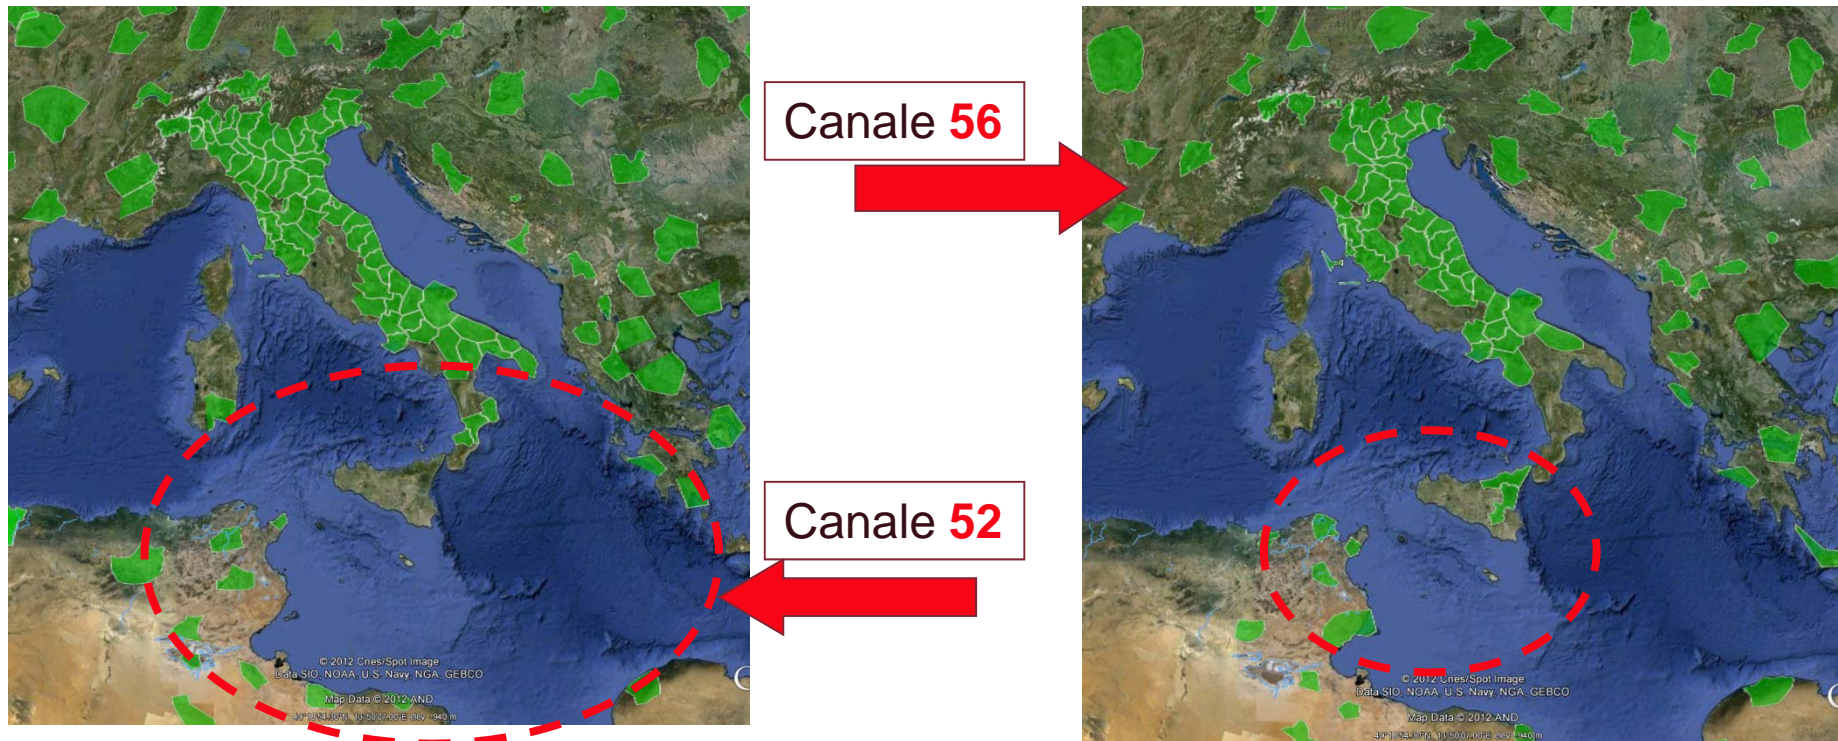 Canale 56
Canale 52
© 2012 Cnes/Spot Image
Data SIO, NOAA, U.S. Navy, NGA, GEBCO
Map Data © 2012 AND
© 2012 Cnes/Spot Image
Data SIO, NOAA, U.S. Navy, NGA, GEBCO
Map Data © 2012 AND